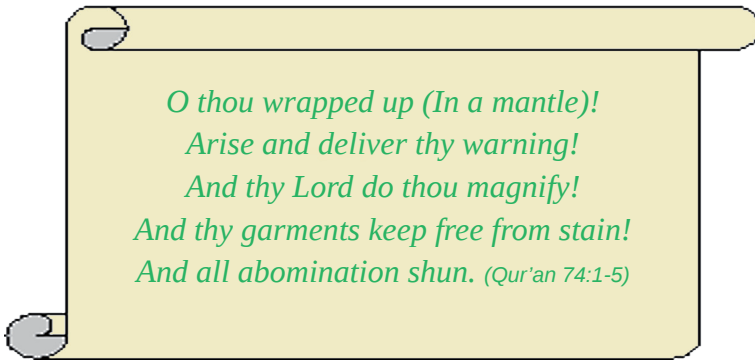 O thou wrapped up (In a mantle)!
Arise and deliver thy warning!
And thy Lord do thou magnify!
And thy garments keep free from stain!
And all abomination shun. (Qur’an 74:1-5)